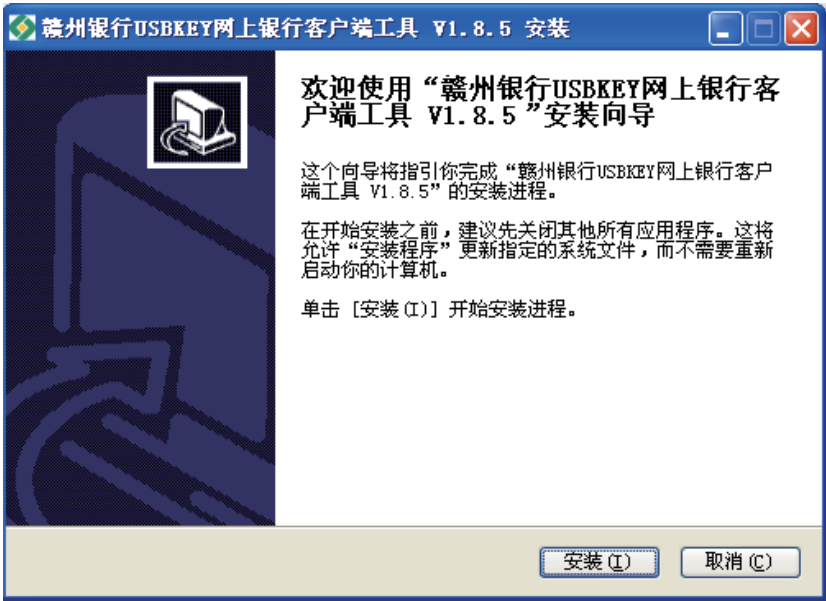 赣州银行USBKEY网上银行客户端工具 V1.8.5 安装
欢迎使用“赣州银行USBKEY网上银行客
户端工具 V1.8.5 ”安装向导
这个向导将指引你完成“赣州银行USBKEY网上银行客户
端工具 V1.8.5”的安装进程。
在开始安装之前，建议先关闭其他所有应用程序。这将
允许“安装程序”更新指定的系统文件，而不需要重新
启动你的计算机。
单击 [安装(I)] 开始安装进程。
安装(I)
取消(C)